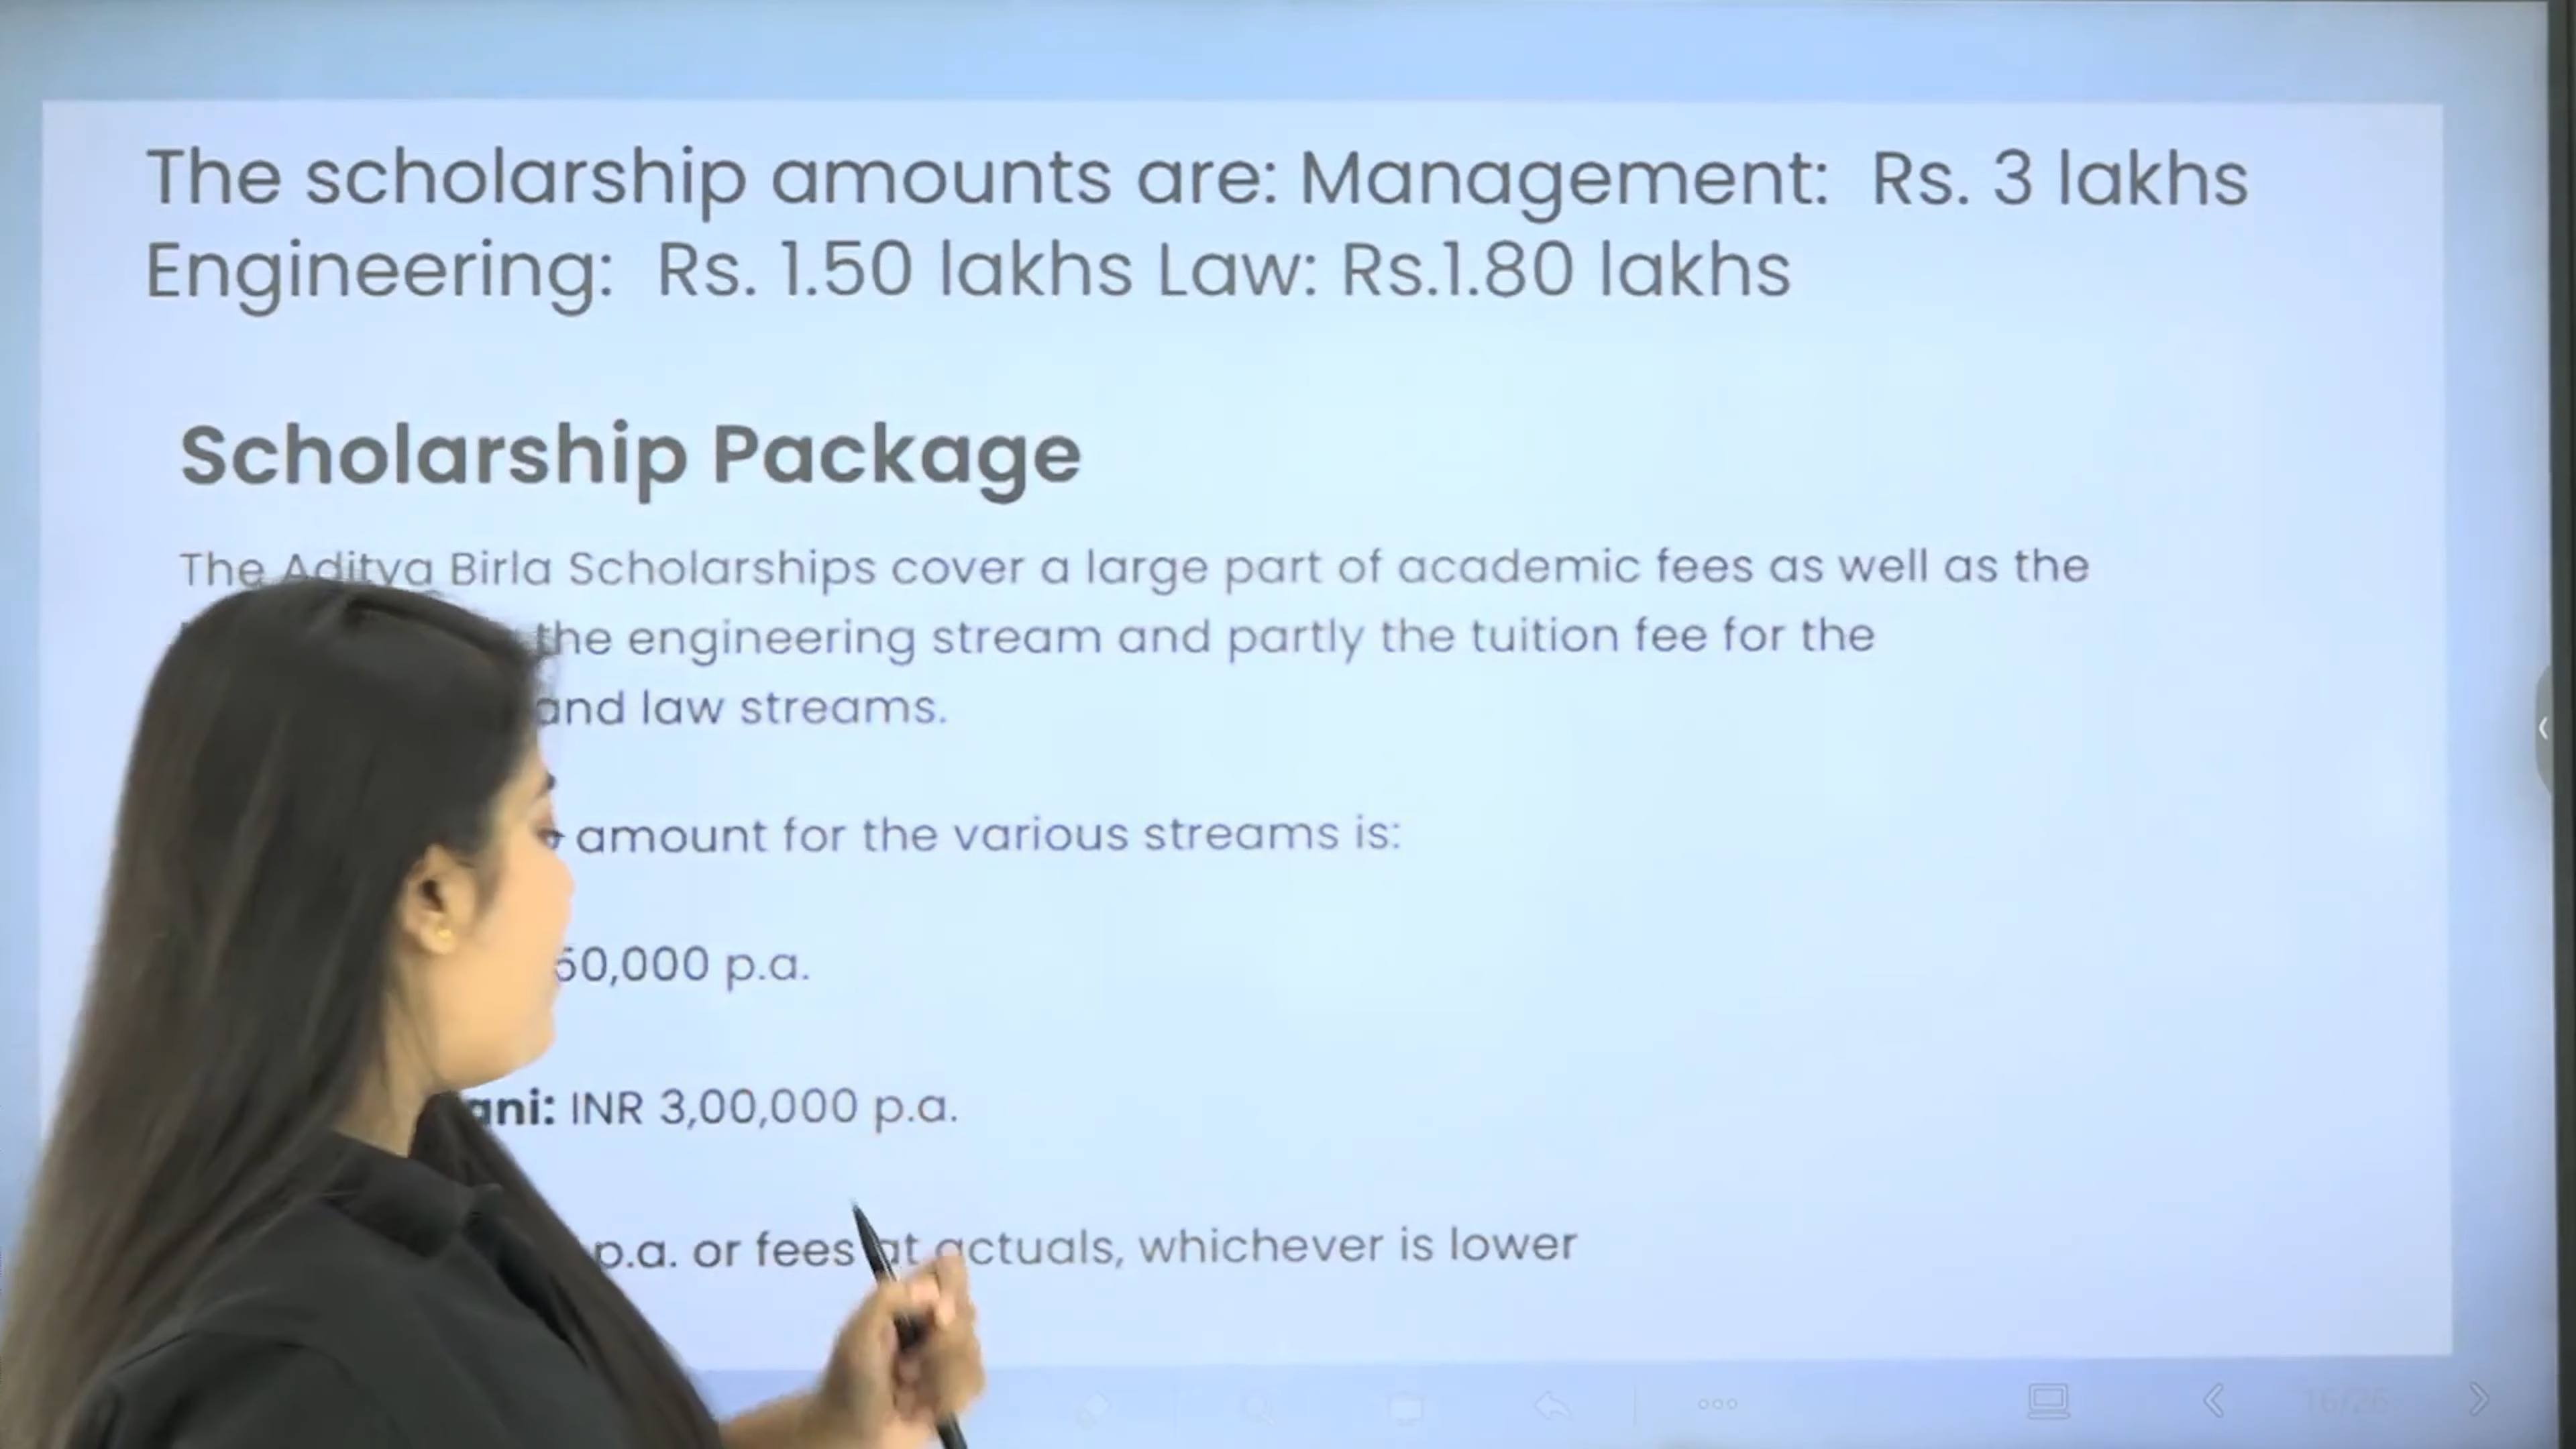 The scholarship amounts are: Management: Rs. 3 lakhs
Engineering: Rs. 1.50 lakhs Law: Rs.1.80 lakhs
Scholarship Package
The Aditya Birla Scholarships cover a large part of academic fees as well as the
the engineering stream and partly the tuition fee for the
and law streams.
amount for the various streams is:
50,000 p.a.
ani: INR 3,00,000 p.a.
p.a. or fees at actuals, whichever is lower
16/26